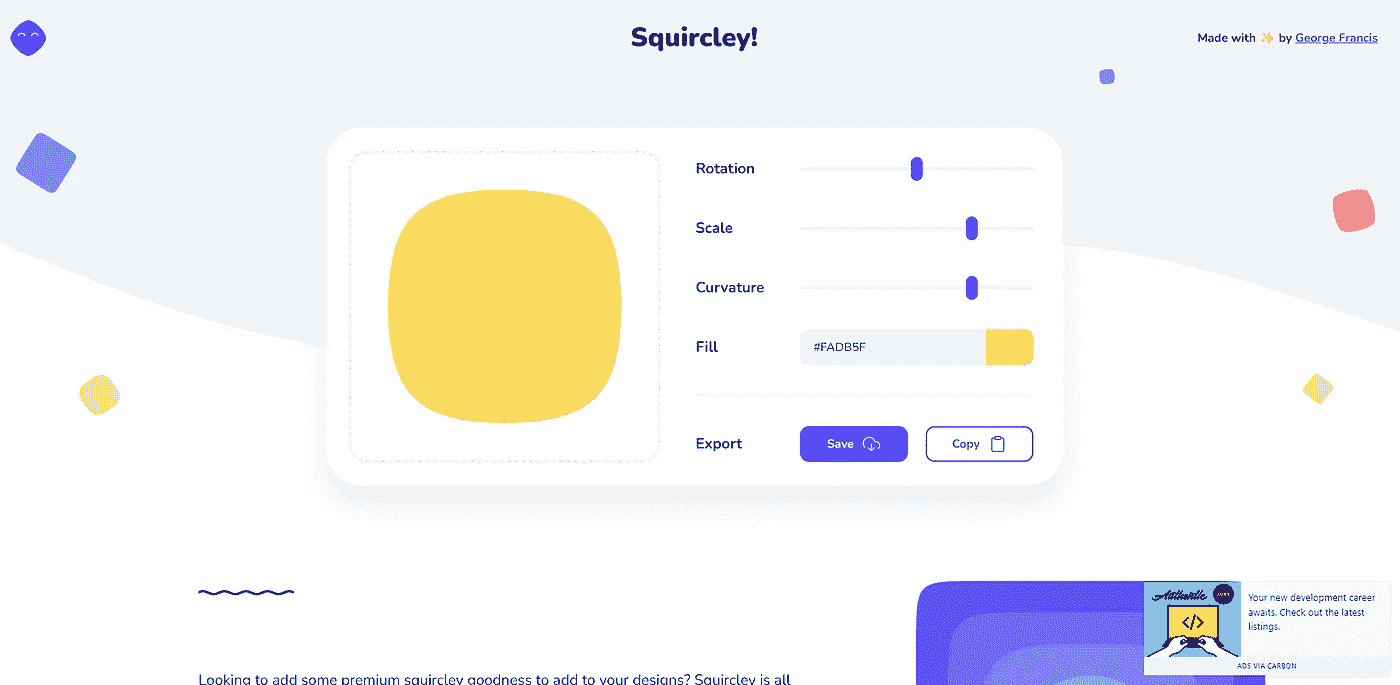 Squircley!
Made with ✨ by George Francis
Rotation
Scale
Curvature
Fill
#FADB5F
Export
Save
Copy
Looking to add some premium squircley goodness to add to your designs? Squircley is all
Authentic
JOBS
</>
Your new development career
awaits. Check out the latest
listings.
ADS VIA CARBON